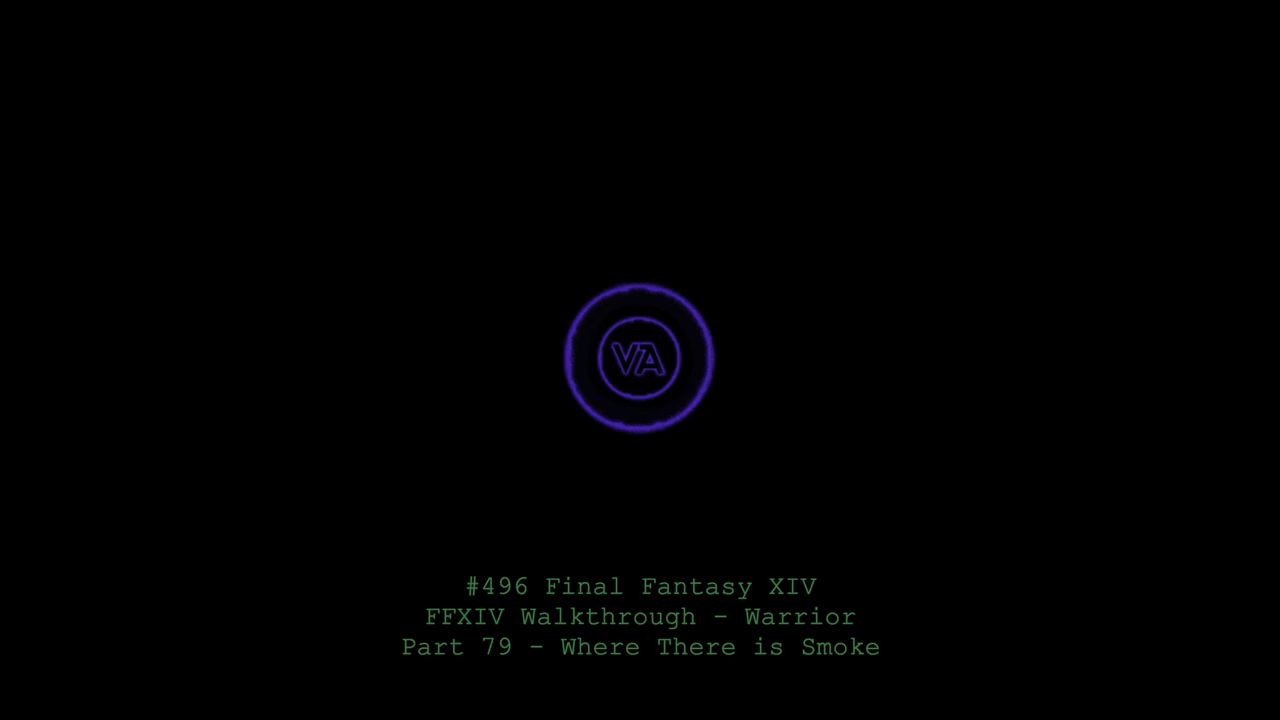 VA
#496 Final Fantasy XIV
FFXIV Walkthrough - Warrior
Part 79 - Where There is Smoke